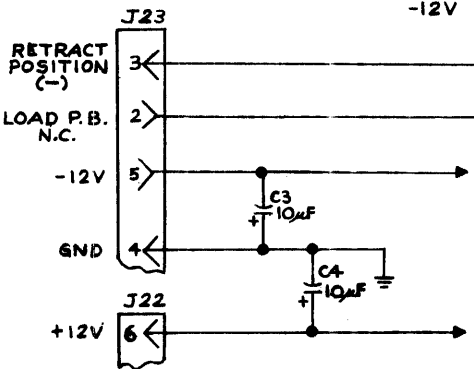 J23
-12V
RETRACT
POSITION
(-)
3
LOAD P.B.
N.C.
2
-12V
5
C3
+ 10µF
GND
4
C4
10µF
+
J22
+12V
6